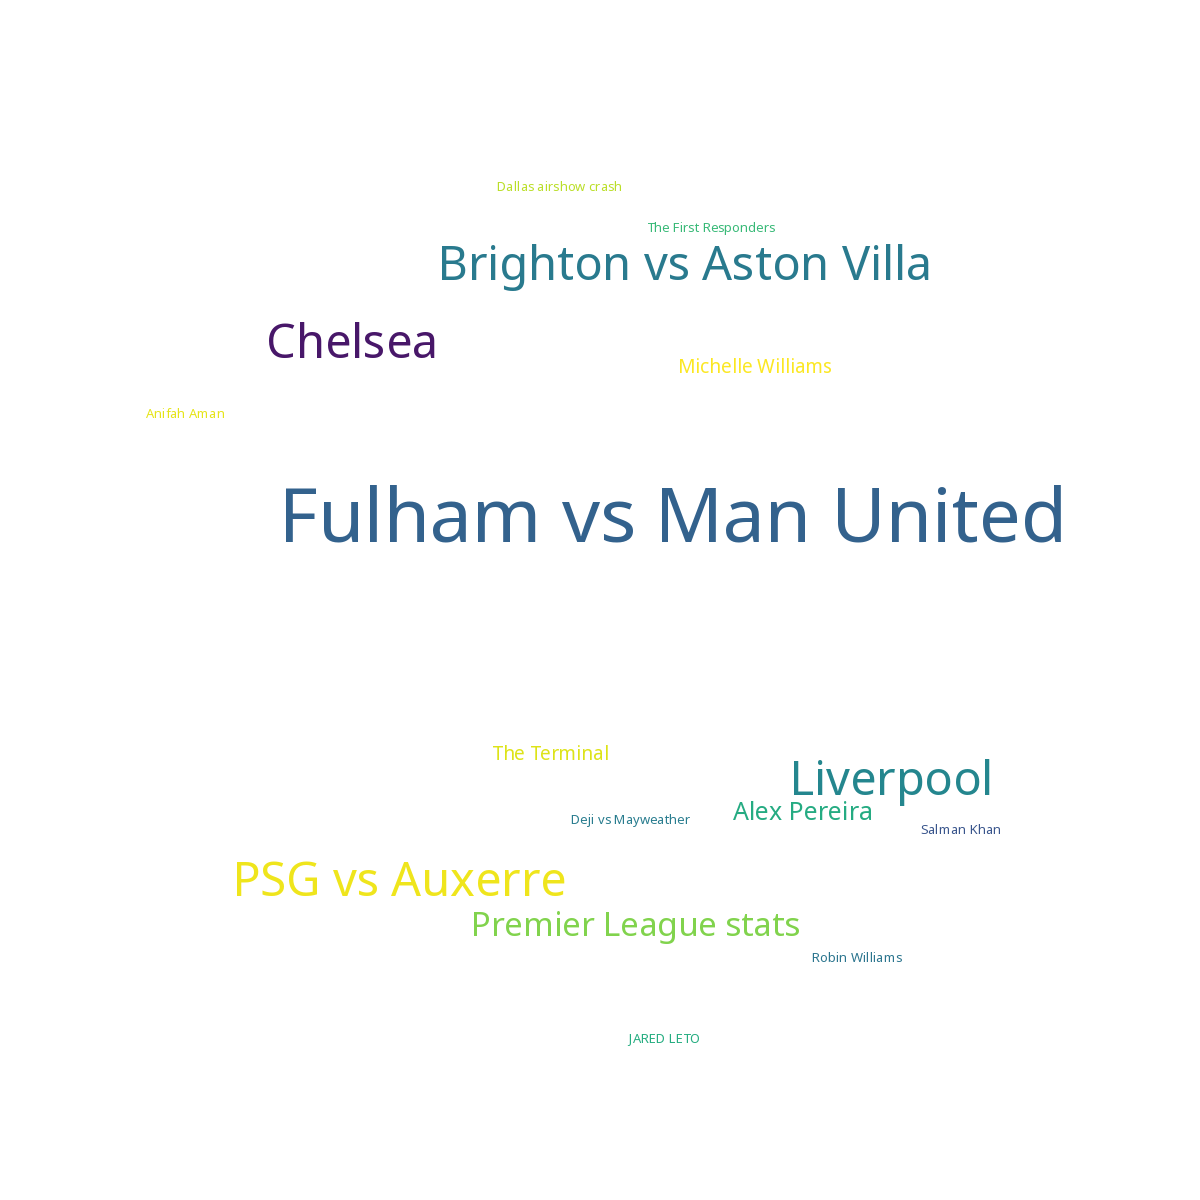 Dallas airshow crash
The First Responders
Brighton vs Aston Villa
Chelsea
Michelle Williams
Anifah Aman
Fulham vs Man United
The Terminal
Liverpool
Alex Pereira
Deji vs Mayweather
Salman Khan
PSG vs Auxerre
Premier League stats
Robin Williams
JARED LETO